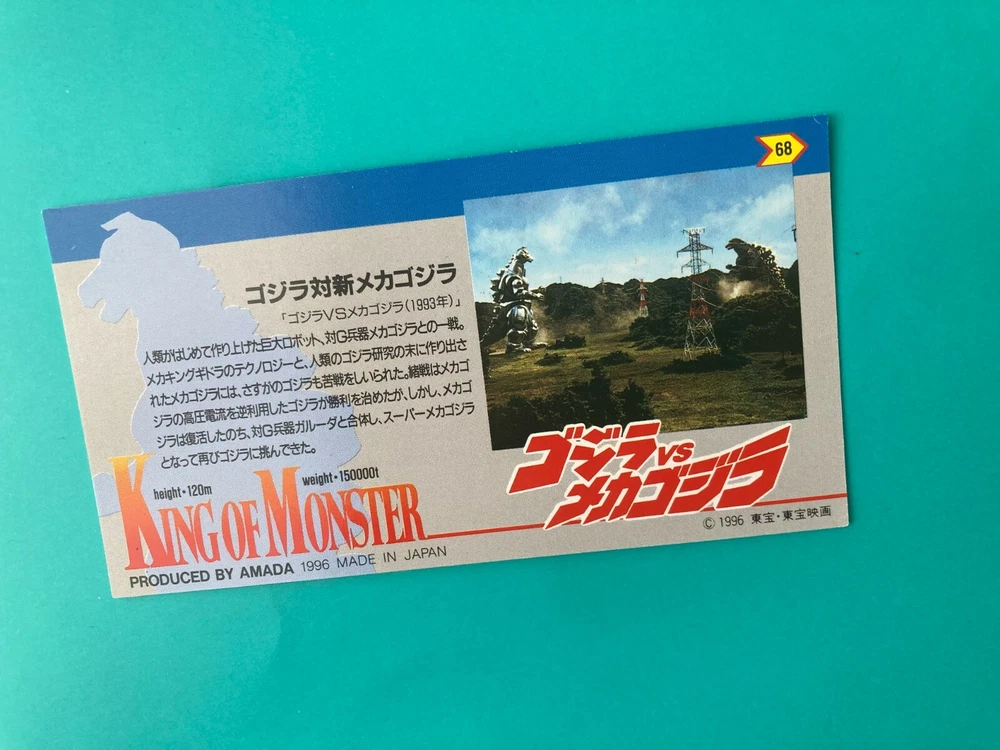 68
ゴジラ対新メカゴジラ
「ゴジラVSメカゴジラ(1993年)」
人類がはじめて作り上げた巨大ロボット、対G兵器メカゴジラとの一戦。
メカキングギドラのテクノロジーと、人類のゴジラ研究の末に作り出さ
れたメカゴジラには、さすがのゴジラも苦戦をしいられた。緒戦はメカゴ
ジラの高圧電流を逆利用したゴジラが勝利を治めたが、しかし、メカゴ
ジラは復活したのち、対G兵器ガルーダと合体し、スーパーメカゴジラ
となって再びゴジラに挑んできた。
height・120m weight・150000t
KING OF MONSTER
PRODUCED BY AMADA 1996 MADE IN JAPAN
ゴジラ VS
メカゴジラ
© 1996 東宝・東宝映画